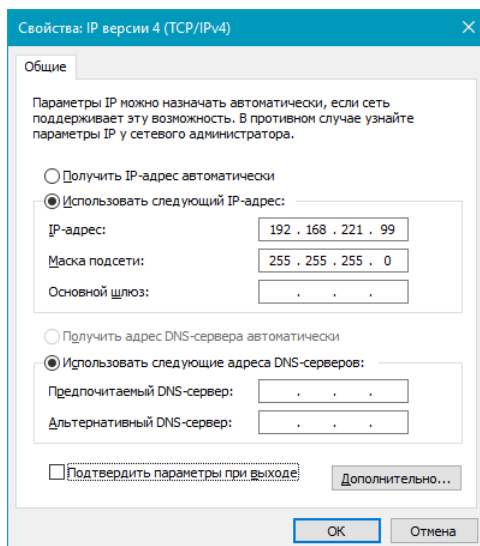 Свойства: IP версии 4 (TCP/IPv4)
Общие
Параметры IP можно назначать автоматически, если сеть
поддерживает эту возможность. В противном случае узнайте
параметры IP у сетевого администратора.
Получить IP-адрес автоматически
Использовать следующий IP-адрес:
IP-адрес: 192 . 168 . 221 . 99
Маска подсети: 255 . 255 . 255 . 0
Основной шлюз: . . .
Получить адрес DNS-сервера автоматически
Использовать следующие адреса DNS-серверов:
Предпочитаемый DNS-сервер: . . .
Альтернативный DNS-сервер: . . .
Подтвердить параметры при выходе
Дополнительно...
ОК Отмена